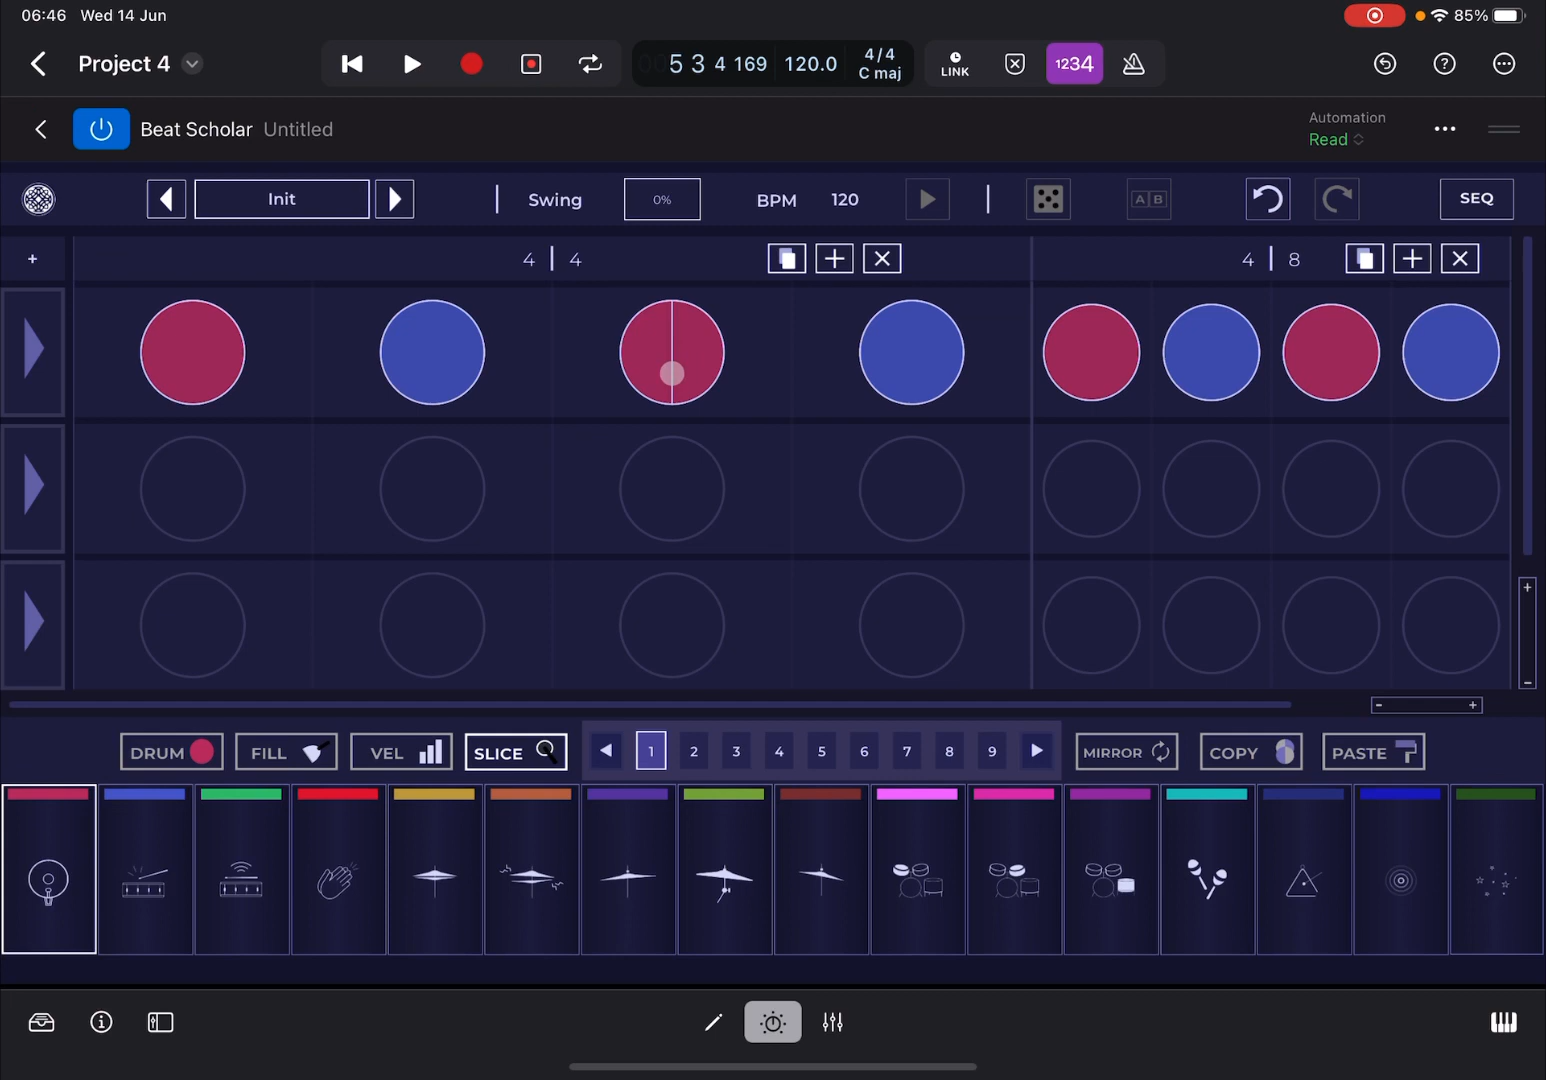 06:46 Wed 14 Jun 85%
Project 4 5 3 4 169 120.0 4/4 C maj LINK 1234
Beat Scholar Untitled Automation Read
Init Swing 0% BPM 120 A|B SEQ
+ 4 | 4 4 | 8
+
-
- +
DRUM FILL VEL SLICE 1 2 3 4 5 6 7 8 9 MIRROR COPY PASTE